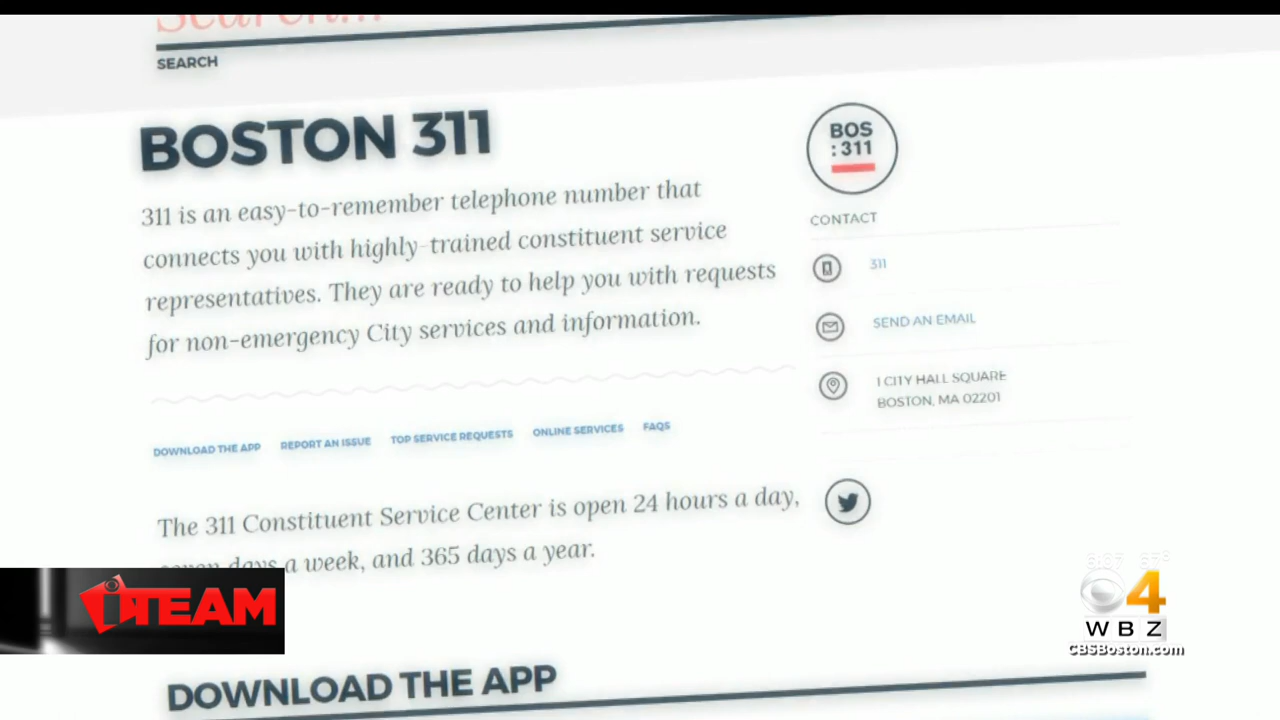 Search...
SEARCH
BOSTON 311
311 is an easy-to-remember telephone number that
connects you with highly-trained constituent service
representatives. They are ready to help you with requests
for non-emergency City services and information.
DOWNLOAD THE APP REPORT AN ISSUE TOP SERVICE REQUESTS ONLINE SERVICES FAQS
The 311 Constituent Service Center is open 24 hours a day,
seven days a week, and 365 days a year.
DOWNLOAD THE APP
BOS
:311
CONTACT
311
SEND AN EMAIL
1 CITY HALL SQUARE
BOSTON, MA 02201
iTEAM
4
WBZ
CBSBoston.com